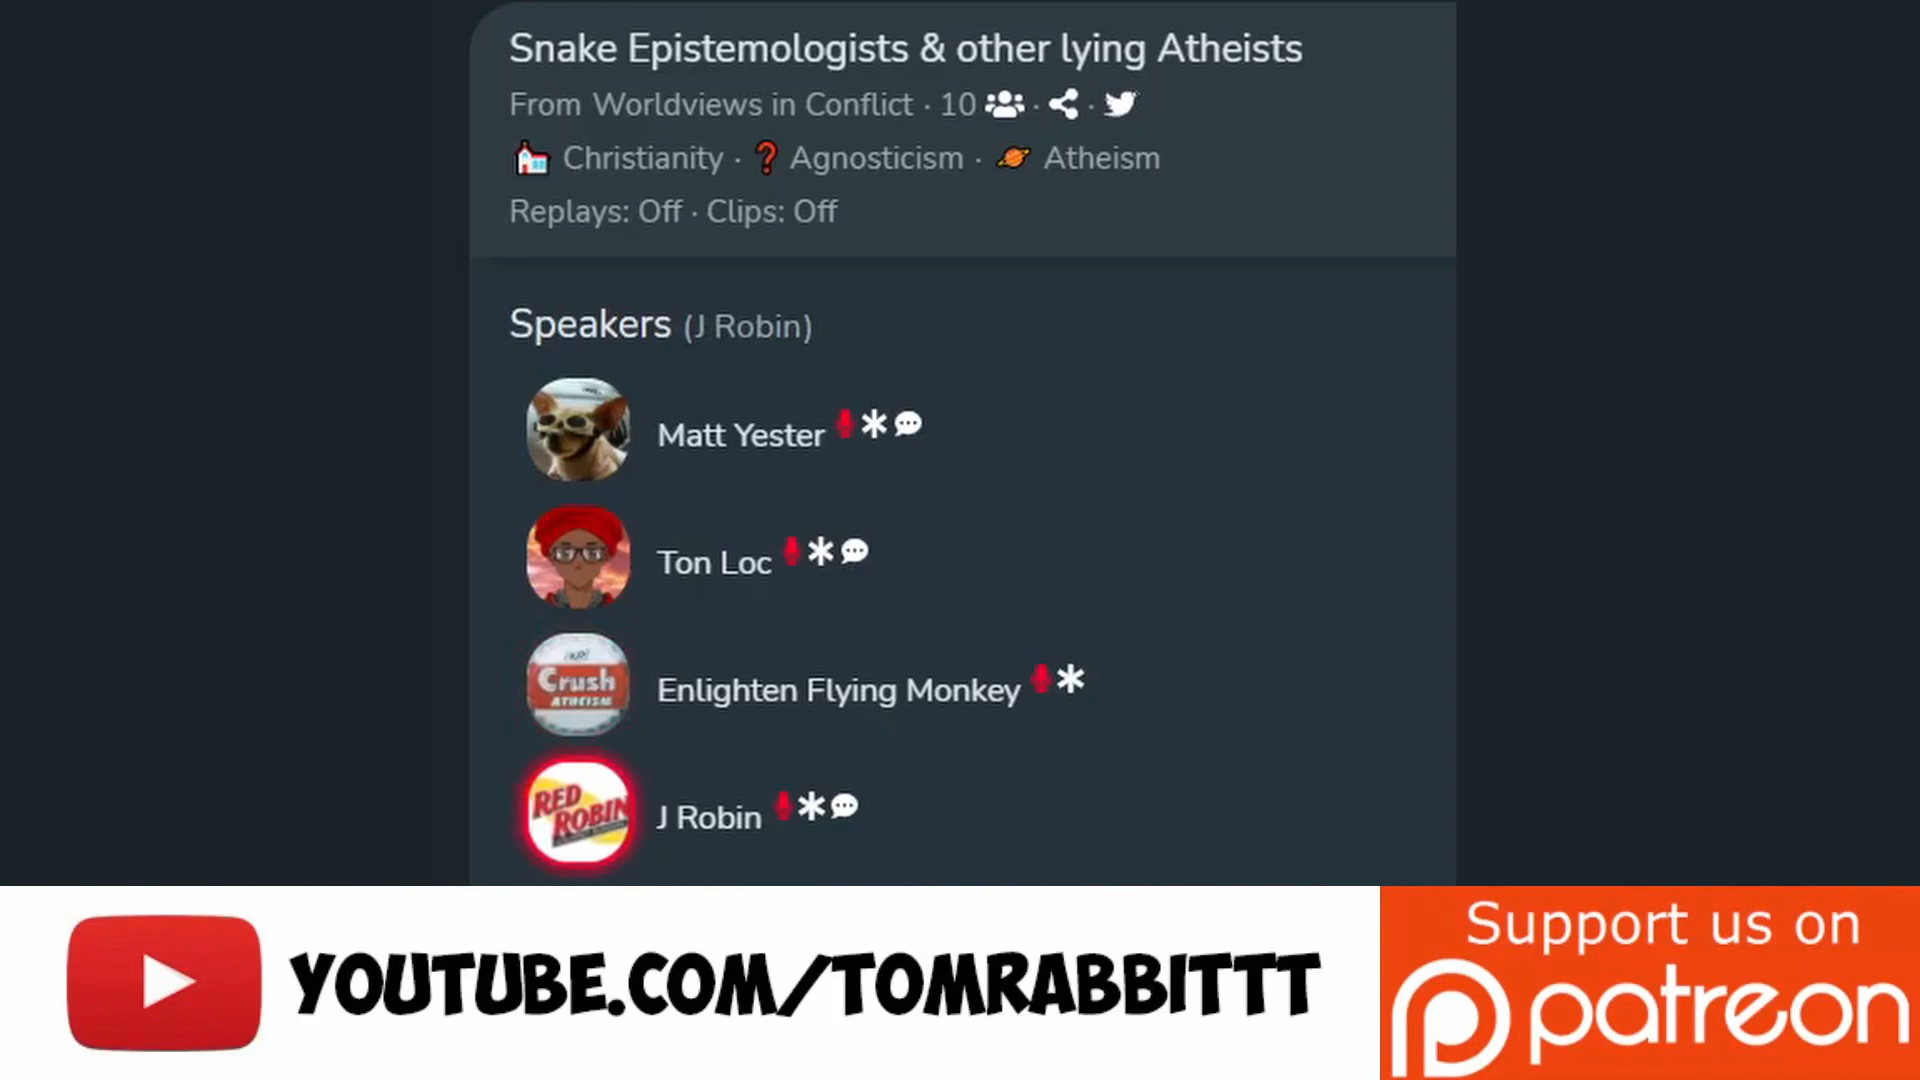 Snake Epistemologists & other lying Atheists
From Worldviews in Conflict · 10 · ·
Christianity · Agnosticism · Atheism
Replays: Off · Clips: Off
Speakers (J Robin)
Matt Yester
Ton Loc
Crush
ATHEISM
Enlighten Flying Monkey
RED
ROBIN
J Robin
YOUTUBE.COM/TOMRABBITTT
Support us on
patreon